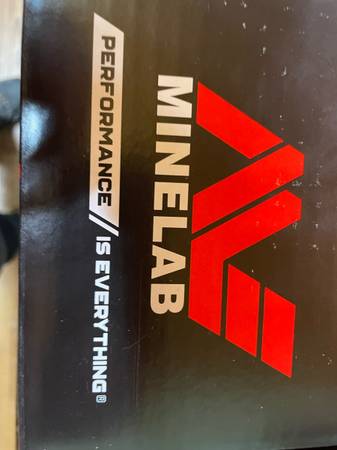 MINELAB
PERFORMANCE // IS EVERYTHING®